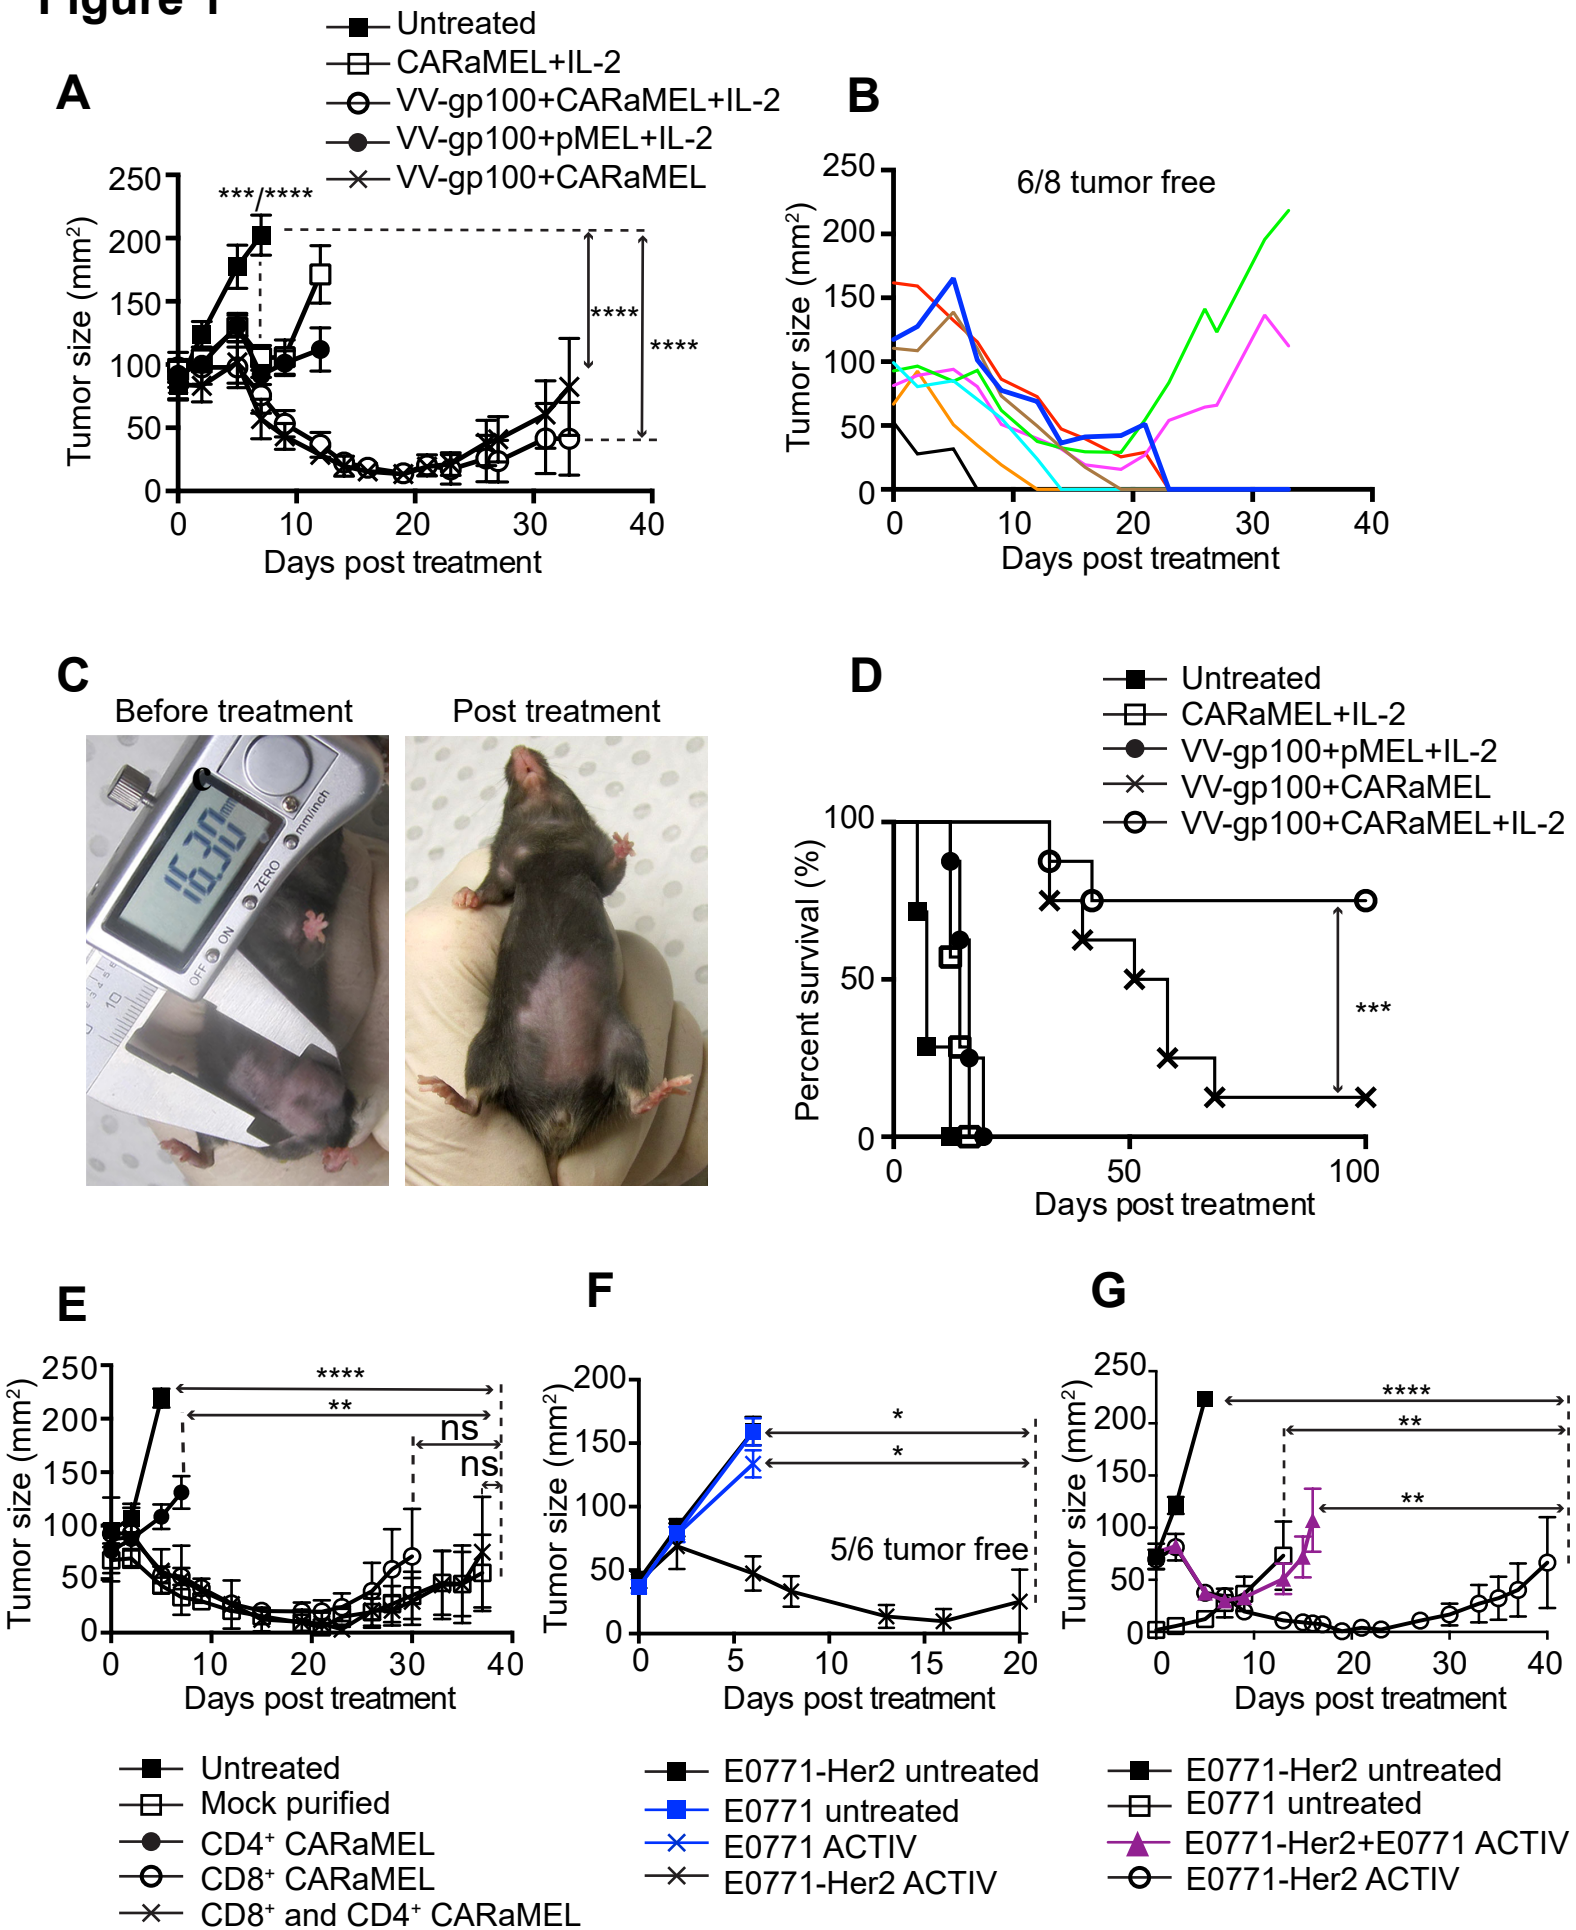 Figure 1
Untreated
CARaMEL+IL-2
VV-gp100+CARaMEL+IL-2
VV-gp100+pMEL+IL-2
VV-gp100+CARaMEL
A
250
200
150
100
50
0
Tumor size (mm²)
***/****
****
****
0 10 20 30 40
Days post treatment
B
6/8 tumor free
250
200
150
100
50
0
Tumor size (mm²)
0 10 20 30 40
Days post treatment
C
Before treatment
Post treatment
c
16.30 mm
mm/inch
ZERO
ON
OFF
10
D
Untreated
CARaMEL+IL-2
VV-gp100+pMEL+IL-2
VV-gp100+CARaMEL
VV-gp100+CARaMEL+IL-2
100
50
0
Percent survival (%)
***
0 50 100
Days post treatment
E
250
200
150
100
50
0
Tumor size (mm²)
****
**
ns
ns
0 10 20 30 40
Days post treatment
Untreated
Mock purified
CD4⁺ CARaMEL
CD8⁺ CARaMEL
CD8⁺ and CD4⁺ CARaMEL
F
200
150
100
50
0
Tumor size (mm²)
*
*
5/6 tumor free
0 5 10 15 20
Days post treatment
E0771-Her2 untreated
E0771 untreated
E0771 ACTIV
E0771-Her2 ACTIV
G
250
200
150
100
50
0
Tumor size (mm²)
****
**
**
0 10 20 30 40
Days post treatment
E0771-Her2 untreated
E0771 untreated
E0771-Her2+E0771 ACTIV
E0771-Her2 ACTIV